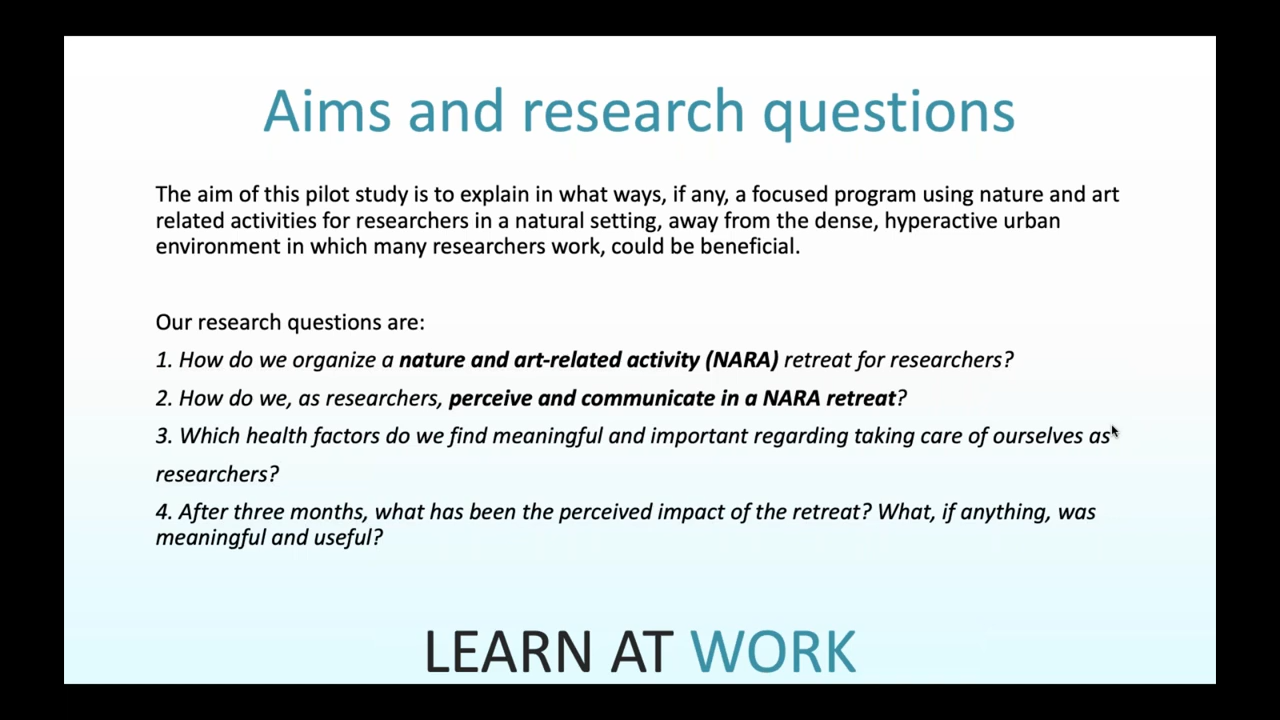 Aims and research questions
The aim of this pilot study is to explain in what ways, if any, a focused program using nature and art
related activities for researchers in a natural setting, away from the dense, hyperactive urban
environment in which many researchers work, could be beneficial.
Our research questions are:
1. How do we organize a nature and art-related activity (NARA) retreat for researchers?
2. How do we, as researchers, perceive and communicate in a NARA retreat?
3. Which health factors do we find meaningful and important regarding taking care of ourselves as
researchers?
4. After three months, what has been the perceived impact of the retreat? What, if anything, was
meaningful and useful?
LEARN AT WORK